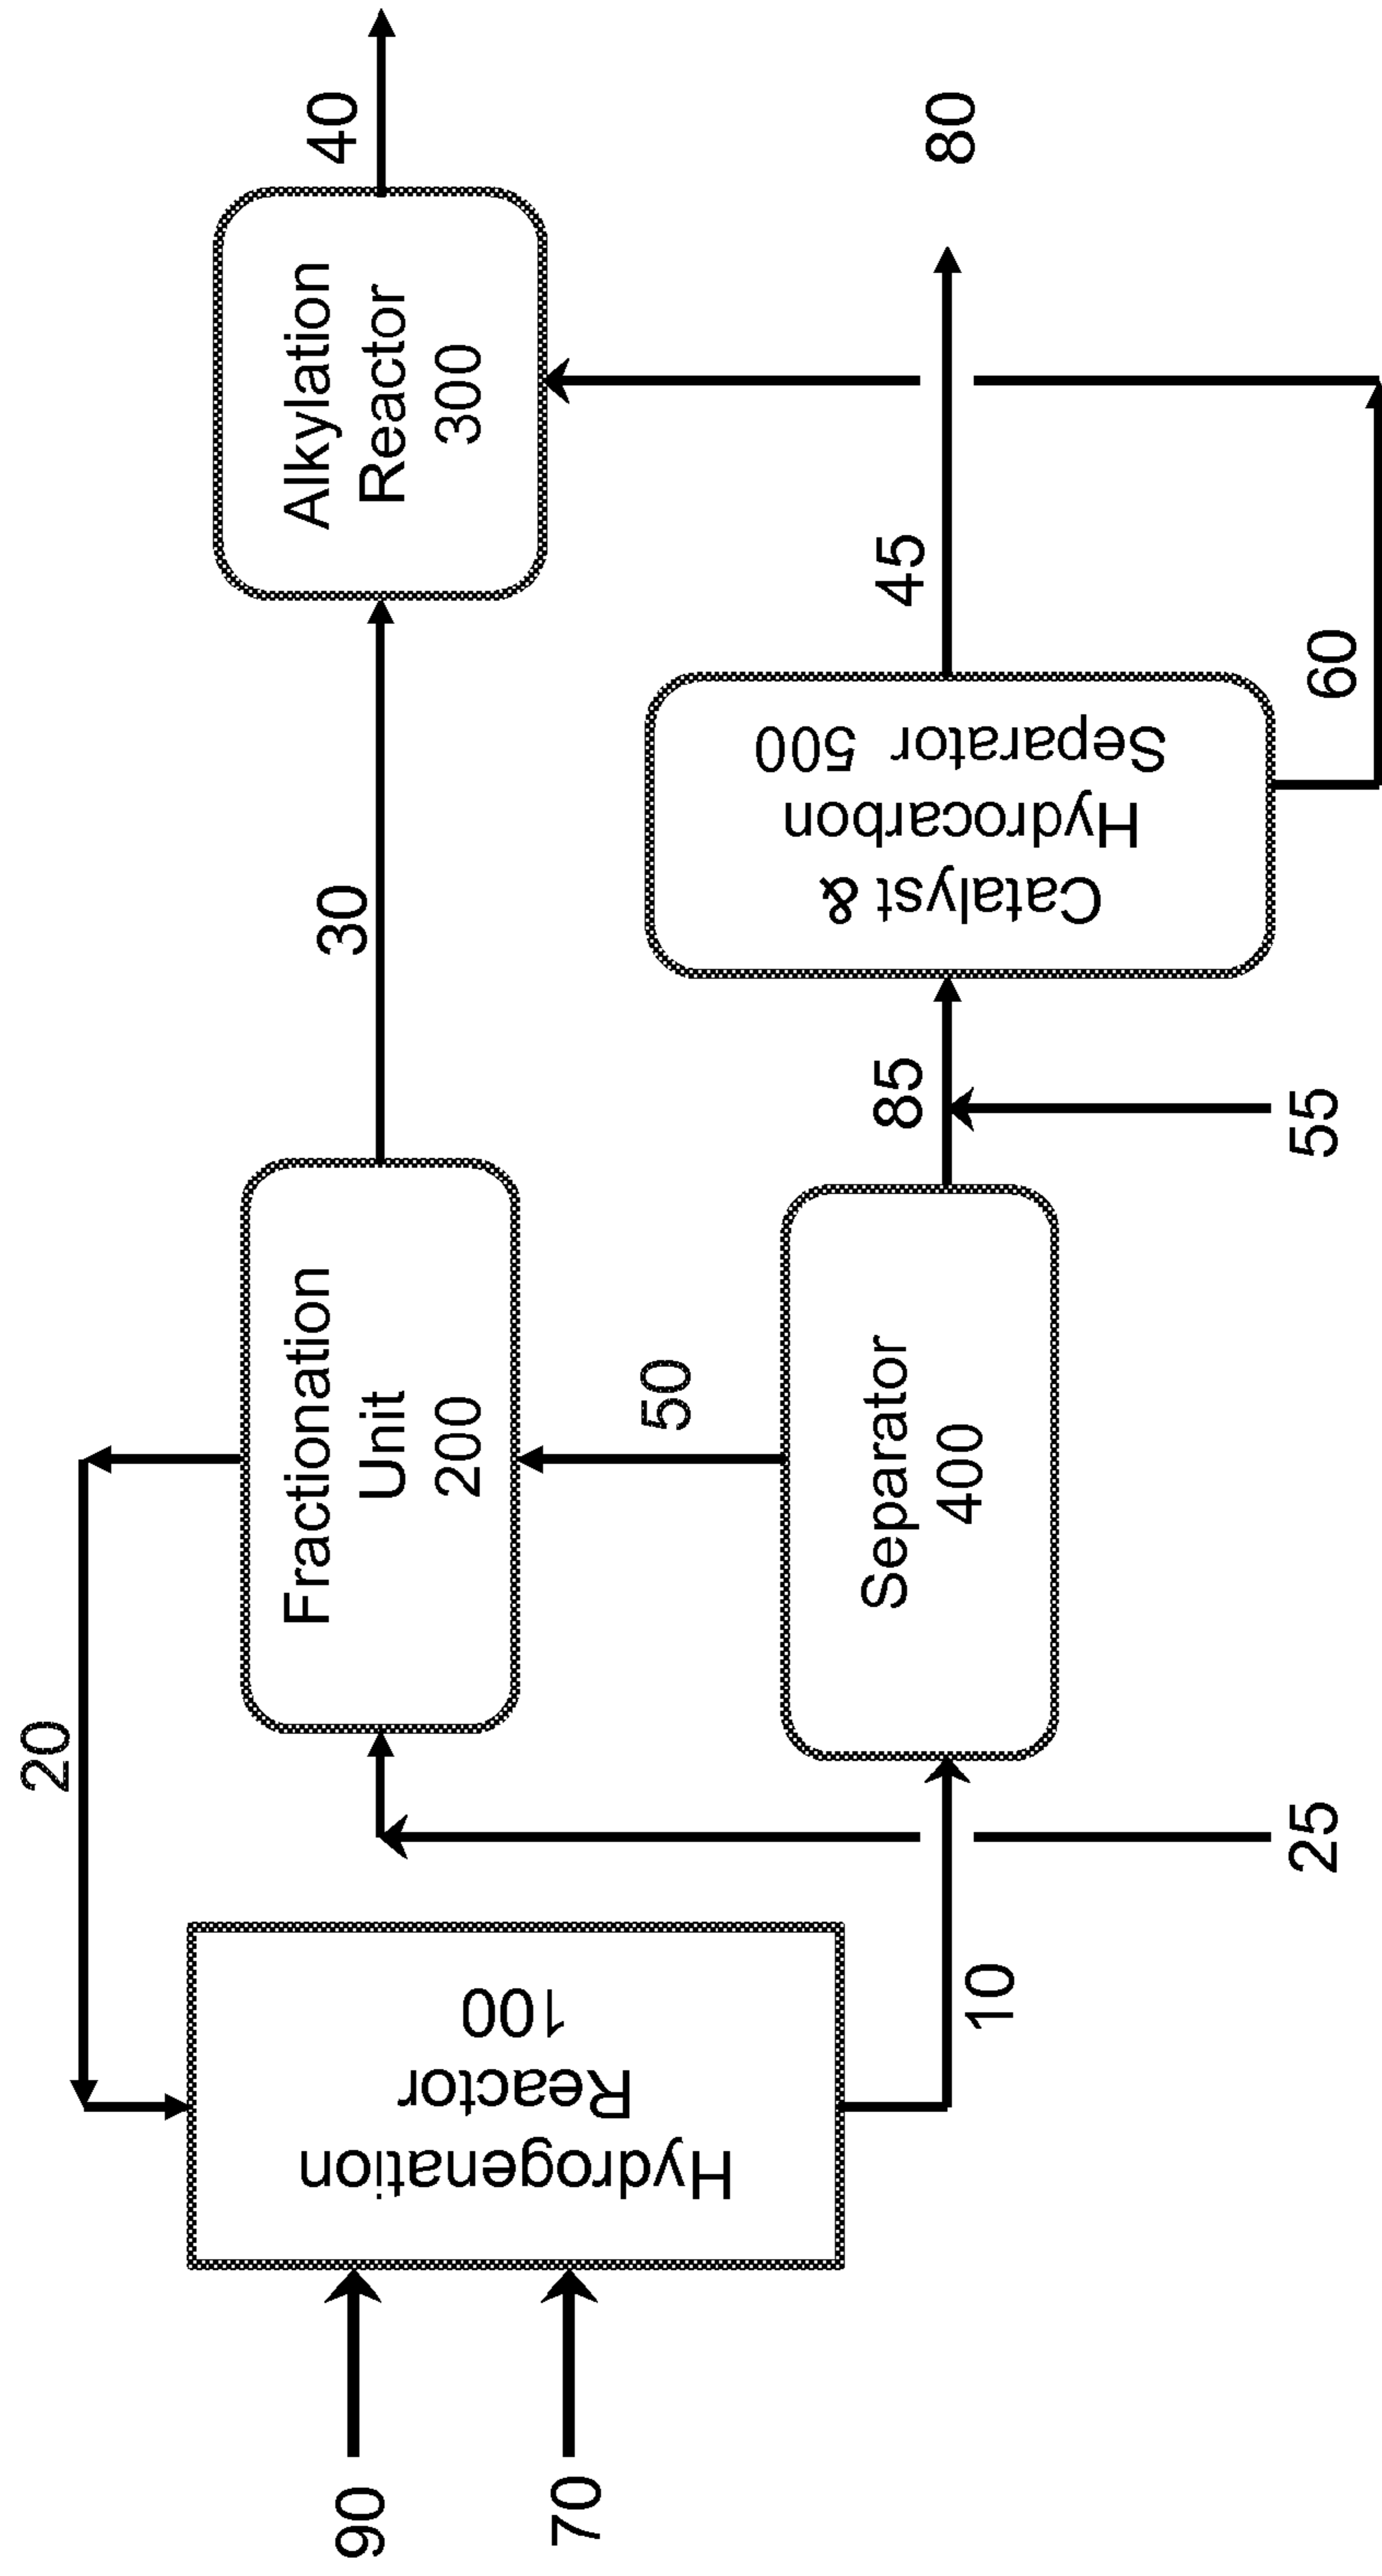 20
90
70
Hydrogenation
Reactor
100
10
25
Fractionation
Unit
200
50
Separator
400
30
85
55
Catalyst &
Hydrocarbon
Separator 500
60
45
Alkylation
Reactor
300
40
80